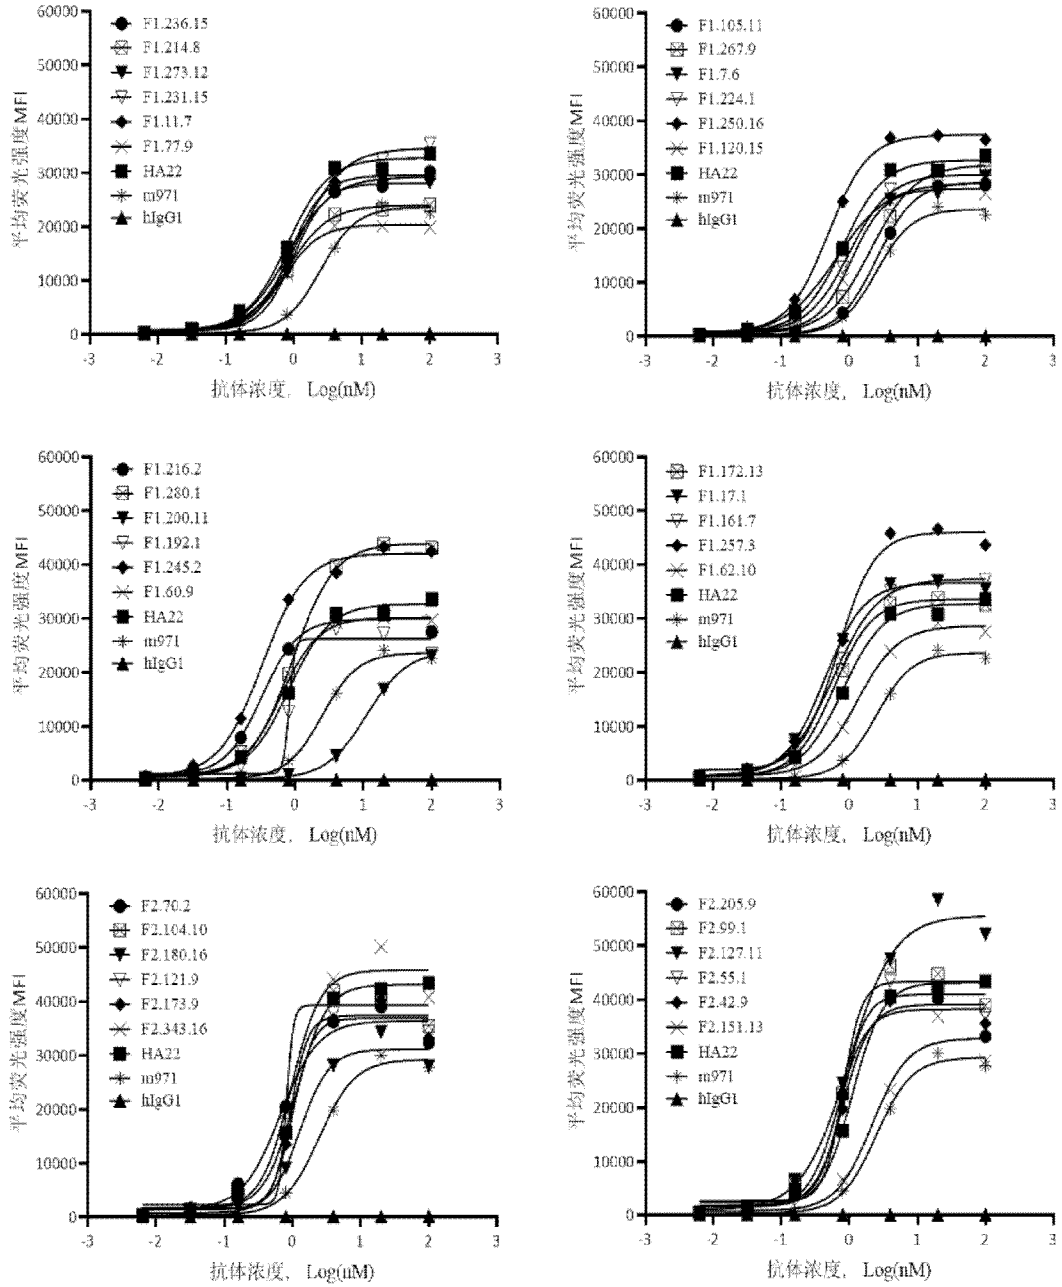 平均荧光强度MFI
60000
50000
40000
30000
20000
10000
0
F1.236.15
F1.214.8
F1.273.12
F1.231.15
F1.11.7
F1.77.9
HA22
m971
hIgG1
-3 -2 -1 0 1 2 3
抗体浓度, Log(nM)
平均荧光强度MFI
60000
50000
40000
30000
20000
10000
0
F1.105.11
F1.267.9
F1.7.6
F1.224.1
F1.250.16
F1.120.15
HA22
m971
hIgG1
-3 -2 -1 0 1 2 3
抗体浓度, Log(nM)
平均荧光强度MFI
60000
50000
40000
30000
20000
10000
0
F1.216.2
F1.280.1
F1.200.11
F1.192.1
F1.245.2
F1.60.9
HA22
m971
hIgG1
-3 -2 -1 0 1 2 3
抗体浓度, Log(nM)
平均荧光强度MFI
60000
50000
40000
30000
20000
10000
0
F1.172.13
F1.17.1
F1.161.7
F1.257.3
F1.62.10
HA22
m971
hIgG1
-3 -2 -1 0 1 2 3
抗体浓度, Log(nM)
平均荧光强度MFI
60000
50000
40000
30000
20000
10000
0
F2.70.2
F2.104.10
F2.180.16
F2.121.9
F2.173.9
F2.343.16
HA22
m971
hIgG1
-3 -2 -1 0 1 2 3
抗体浓度, Log(nM)
平均荧光强度MFI
60000
50000
40000
30000
20000
10000
0
F2.205.9
F2.99.1
F2.127.11
F2.55.1
F2.42.9
F2.151.13
HA22
m971
hIgG1
-3 -2 -1 0 1 2 3
抗体浓度, Log(nM)